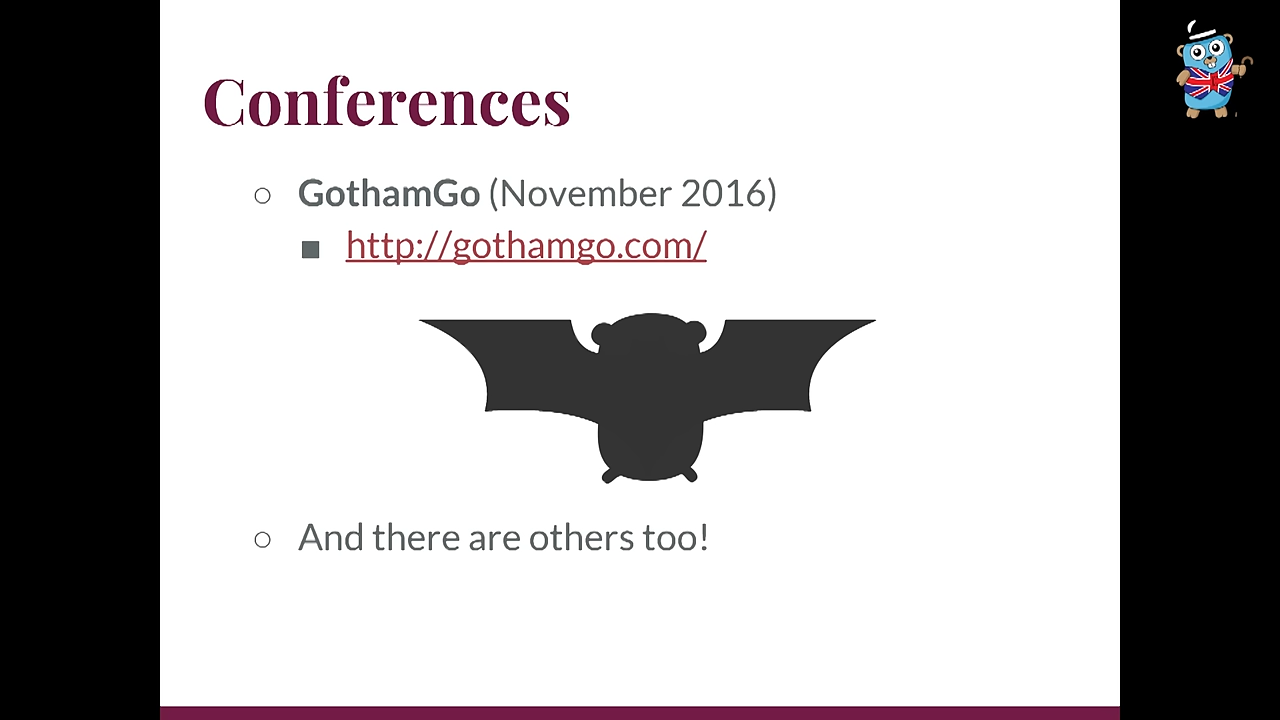 Conferences
○ GothamGo (November 2016)
■ http://gothamgo.com/
○ And there are others too!